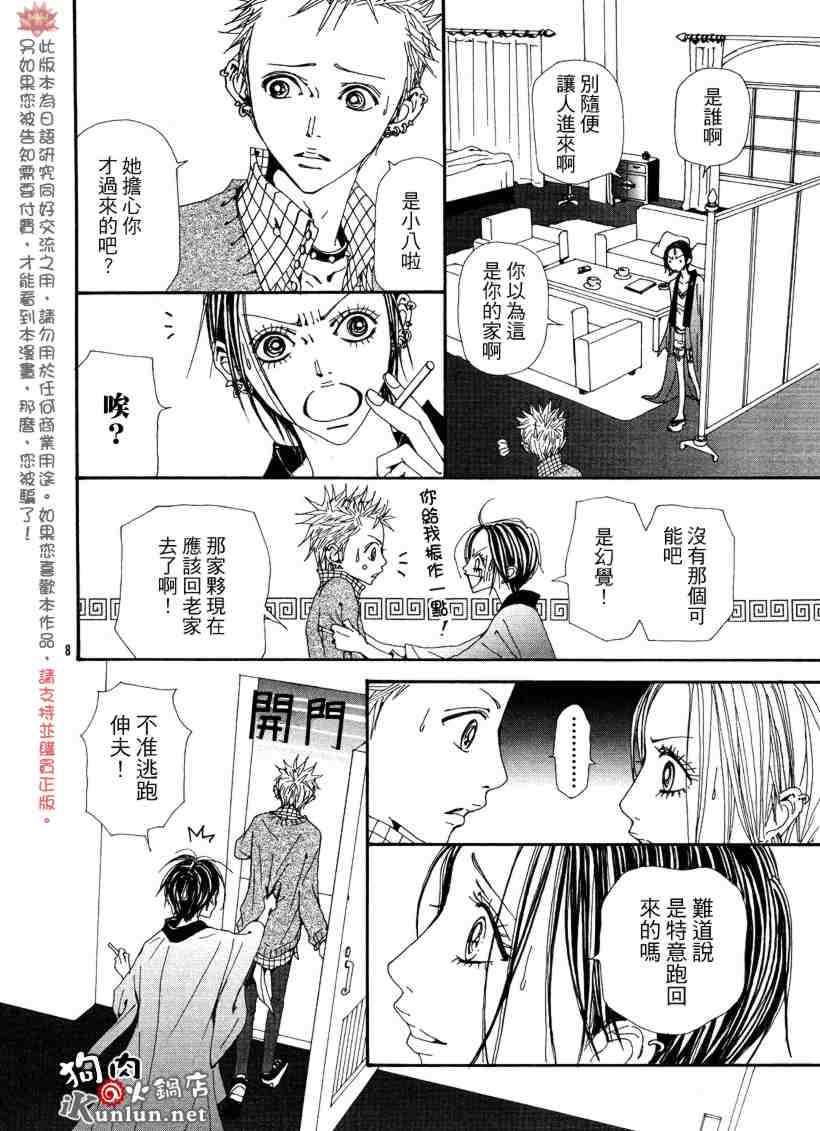 是誰啊
別隨便
讓人進來啊
你以為這
是你的家啊
是小八啦
她擔心你
才過來的吧？
唉？
沒有那個可
能吧
是幻覺！
你給我振作一點！
那家夥現在
應該回老家
去了啊！
⋯⋯⋯
難道說
是特意跑回
來的嗎
開門
不准逃跑
伸夫！
8
此版本為日語研究同好交流之用，請勿用於任何商業用途。如果您喜歡本作品，請支持並購買正版。
只如果您被告知需要付費，才能看到本漫畫，那麼，您被騙了！
狗肉火鍋店
iKunlun.net